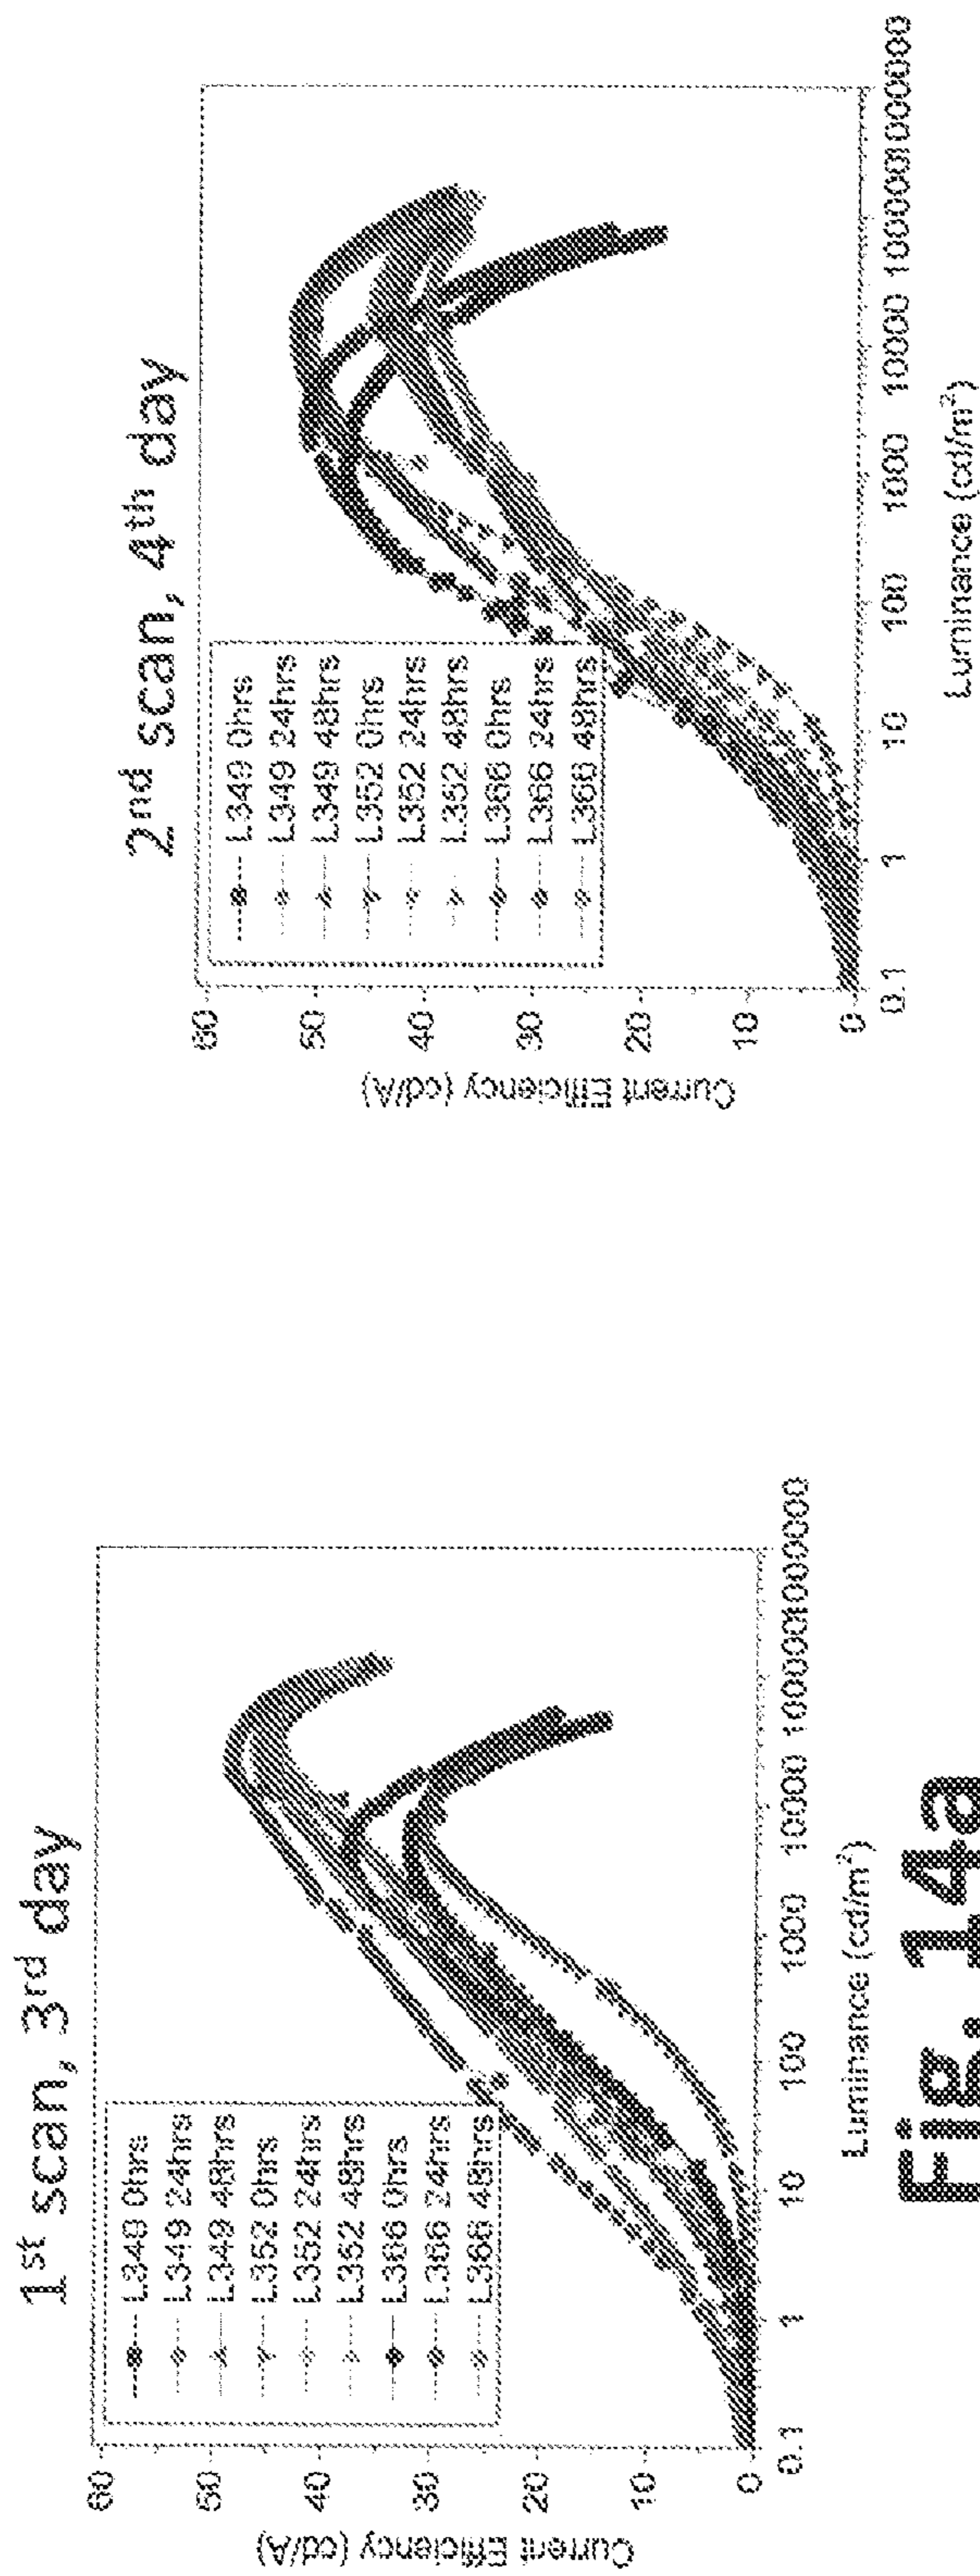 1st scan, 3rd day
Current Efficiency (cd/A)
60
50
40
30
20
10
0
L349 0hrs
L349 24hrs
L349 48hrs
L352 0hrs
L352 24hrs
L352 48hrs
L366 0hrs
L366 24hrs
L366 48hrs
0.1 1 10 100 1000 10000 100000 1000000
Luminance (cd/m²)
2nd scan, 4th day
Current Efficiency (cd/A)
60
50
40
30
20
10
0
L349 0hrs
L349 24hrs
L349 48hrs
L352 0hrs
L352 24hrs
L352 48hrs
L366 0hrs
L366 24hrs
L366 48hrs
0.1 1 10 100 1000 10000 100000 1000000
Luminance (cd/m²)
Fig. 14a